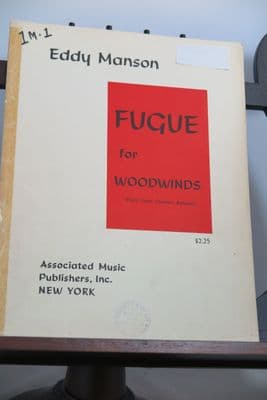 1M·1
Eddy Manson
FUGUE
for
WOODWINDS
$2.25
Associated Music
Publishers, Inc.
NEW YORK